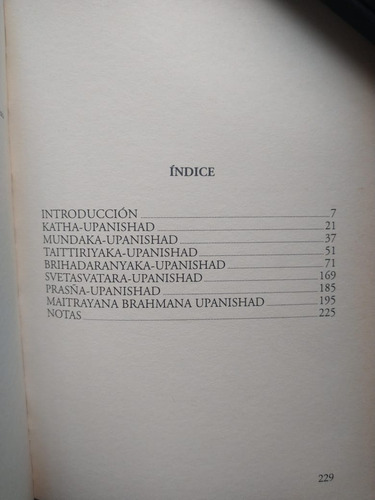 ÍNDICE
INTRODUCCIÓN 7
KATHA-UPANISHAD 21
MUNDAKA-UPANISHAD 37
TAITTIRIYAKA-UPANISHAD 51
BRIHADARANYAKA-UPANISHAD 71
SVETASVATARA-UPANISHAD 169
PRASÑA-UPANISHAD 185
MAITRAYANA BRAHMANA UPANISHAD 195
NOTAS 225
229